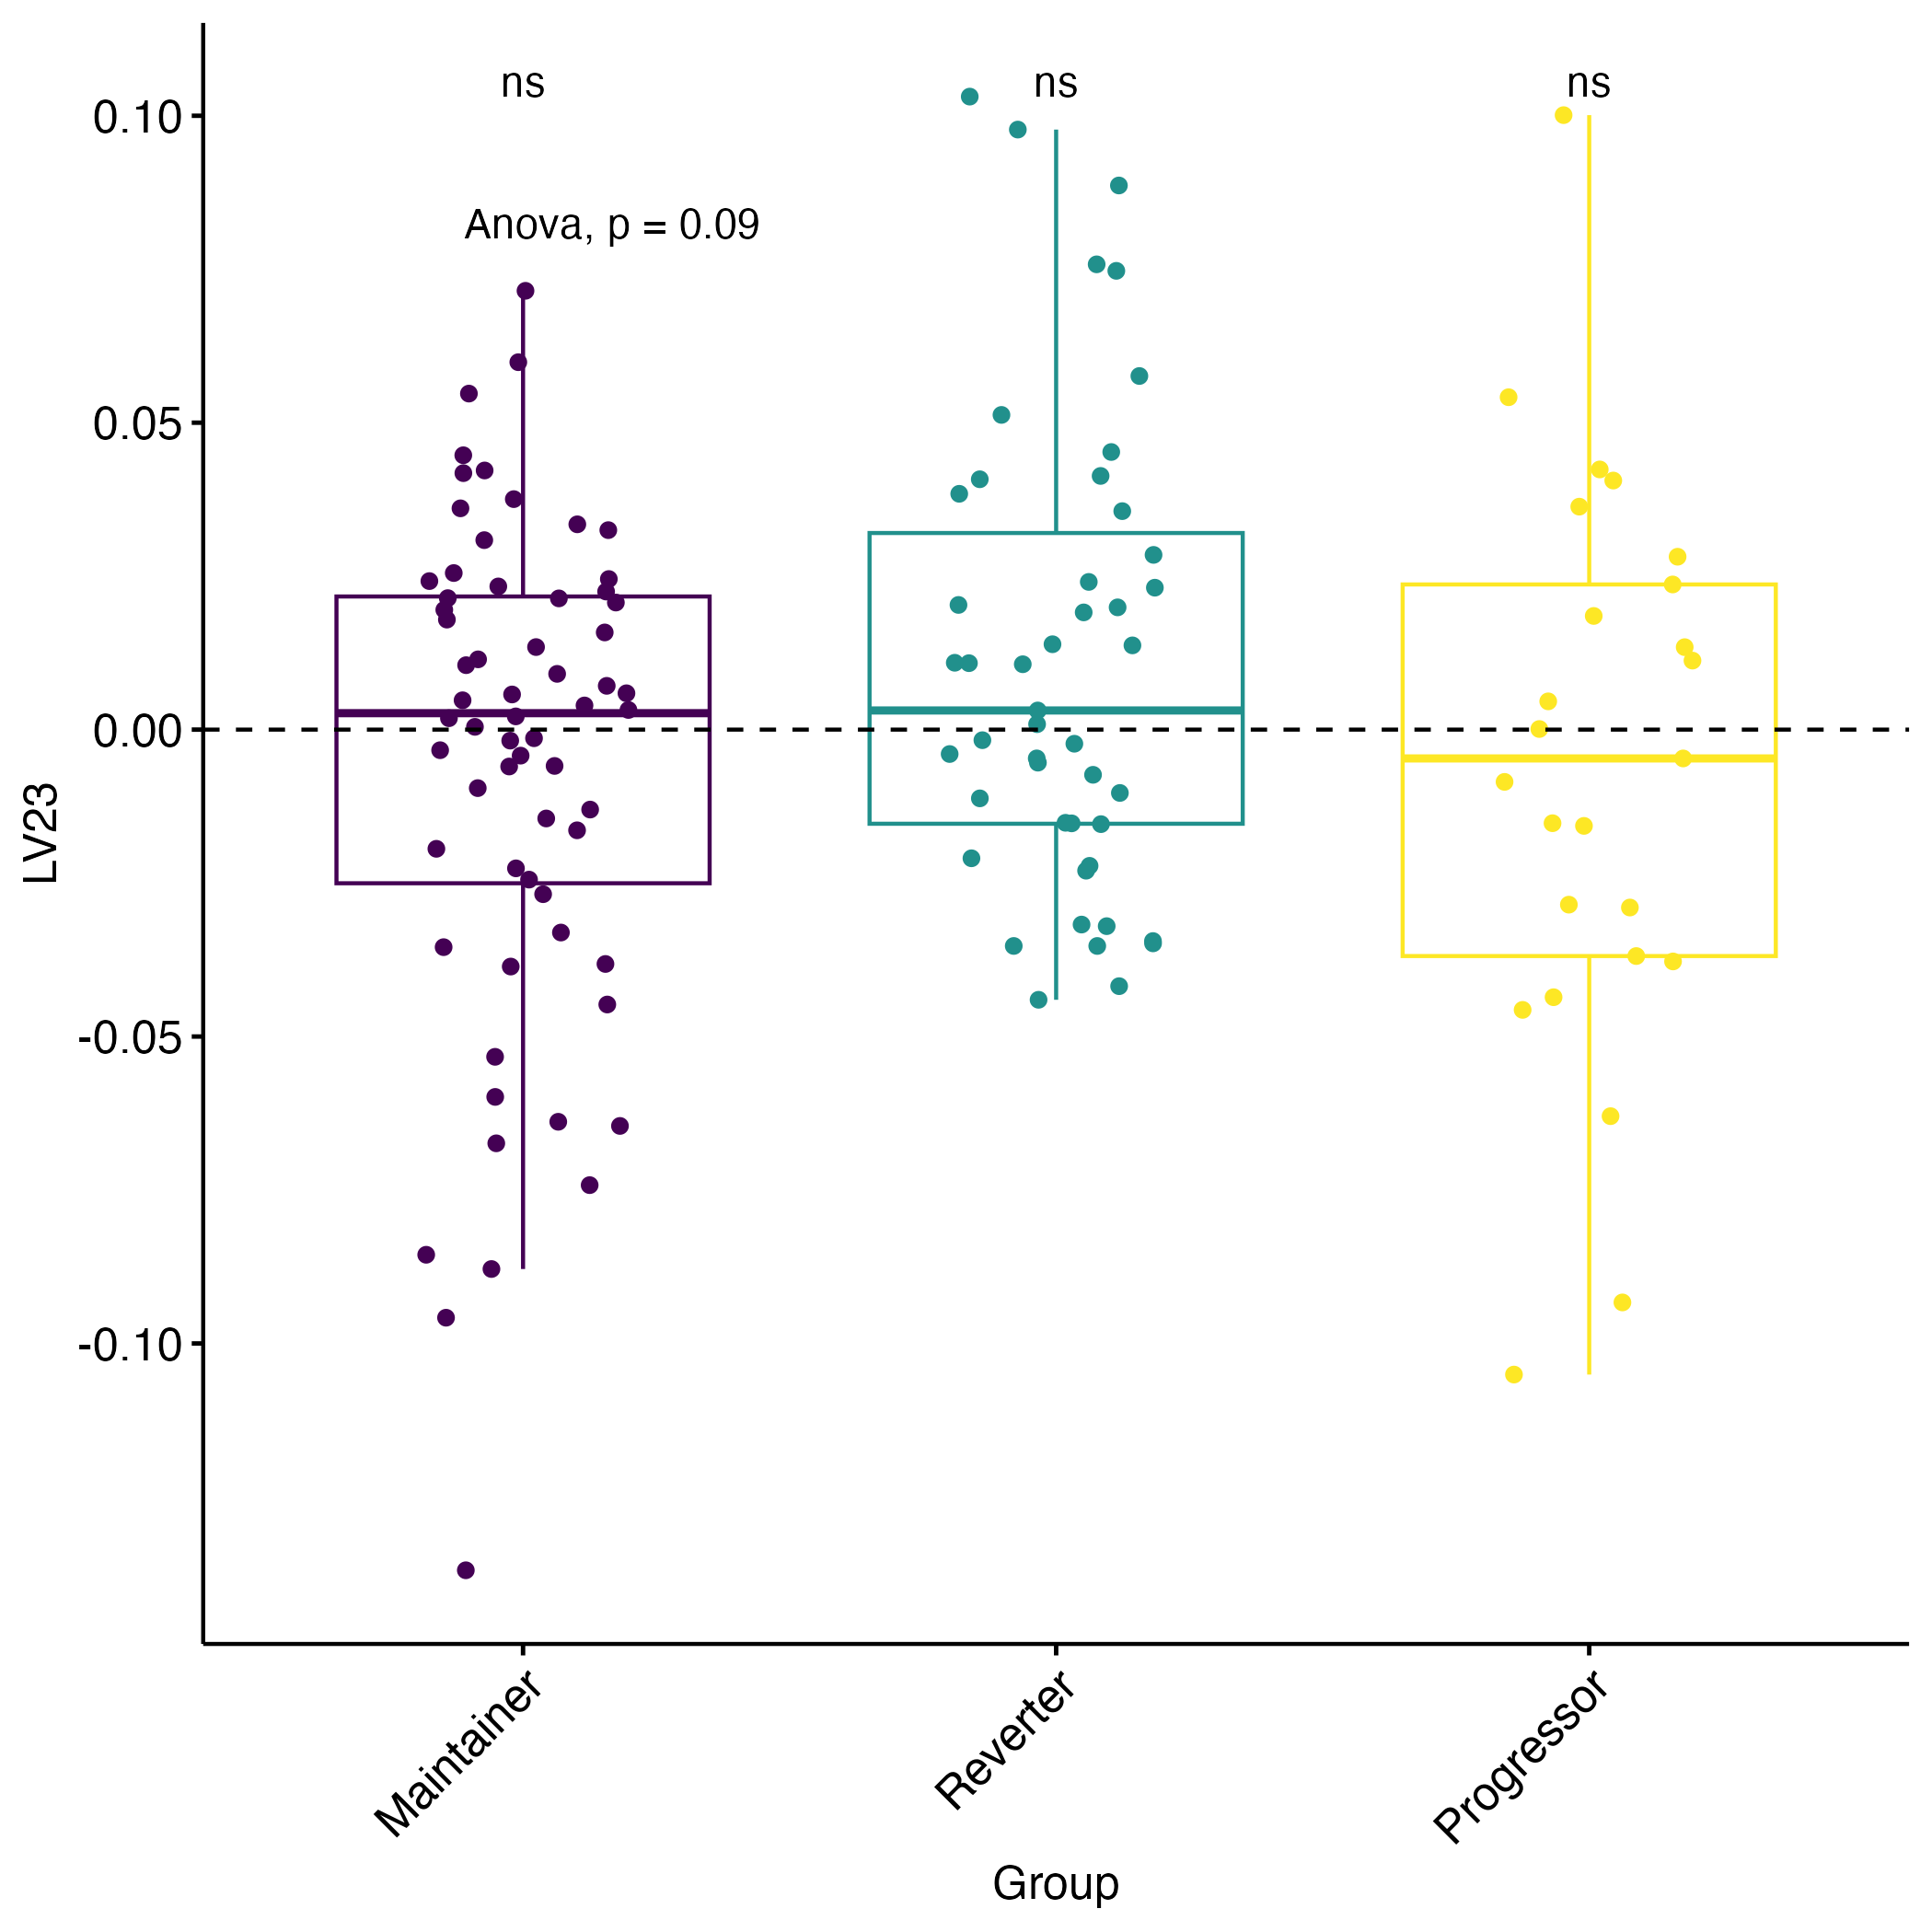 ns ns ns
Anova, p = 0.09
0.10
0.05
0.00
-0.05
-0.10
LV23
Maintainer
Reverter
Progressor
Group